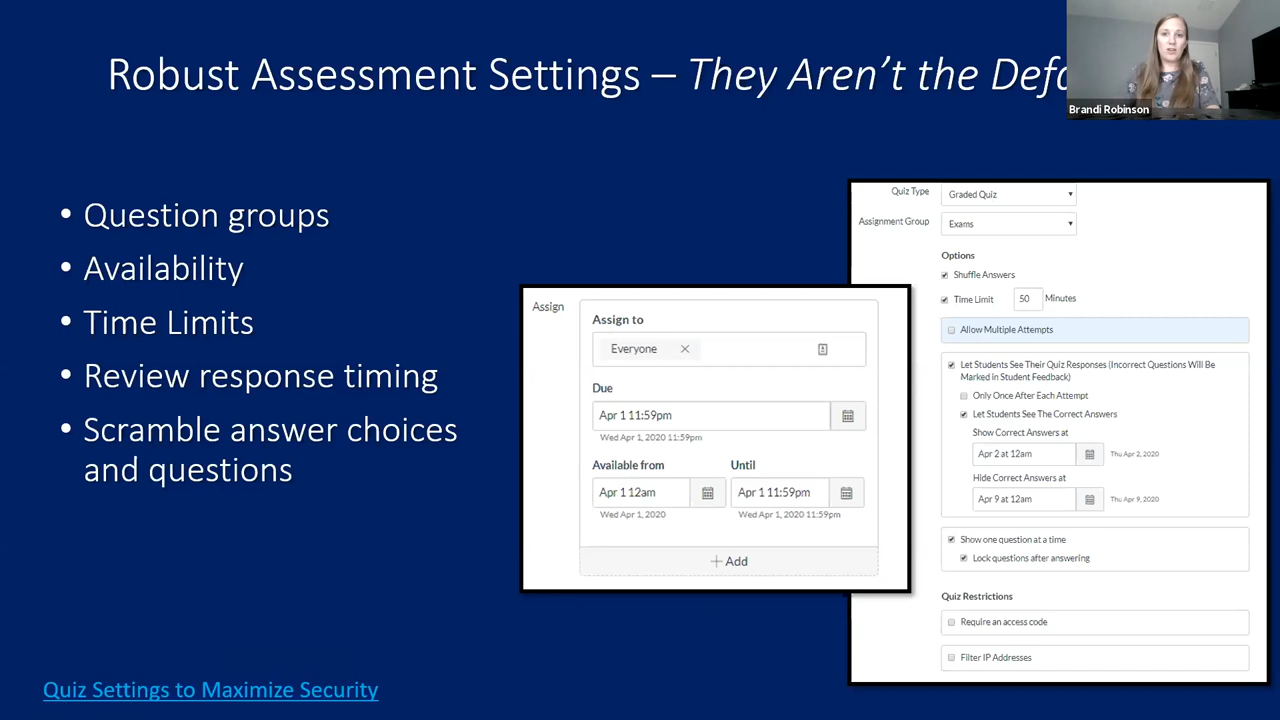 Robust Assessment Settings – They Aren't the
Brandi Robinson
• Question groups
• Availability
• Time Limits
• Review response timing
• Scramble answer choices
and questions
Quiz Settings to Maximize Security
Assign
Assign to
Everyone ×
Due
Apr 1 11:59pm
Wed Apr 1, 2020 11:59pm
Available from Until
Apr 1 12am Apr 1 11:59pm
Wed Apr 1, 2020 Wed Apr 1, 2020 11:59pm
+ Add
Quiz Type Graded Quiz
Assignment Group Exams
Options
Shuffle Answers
Time Limit 50 Minutes
Allow Multiple Attempts
Let Students See Their Quiz Responses (Incorrect Questions Will Be
Marked in Student Feedback)
Only Once After Each Attempt
Let Students See The Correct Answers
Show Correct Answers at
Apr 2 at 12am Thu Apr 2, 2020
Hide Correct Answers at
Apr 9 at 12am Thu Apr 9, 2020
Show one question at a time
Lock questions after answering
Quiz Restrictions
Require an access code
Filter IP Addresses